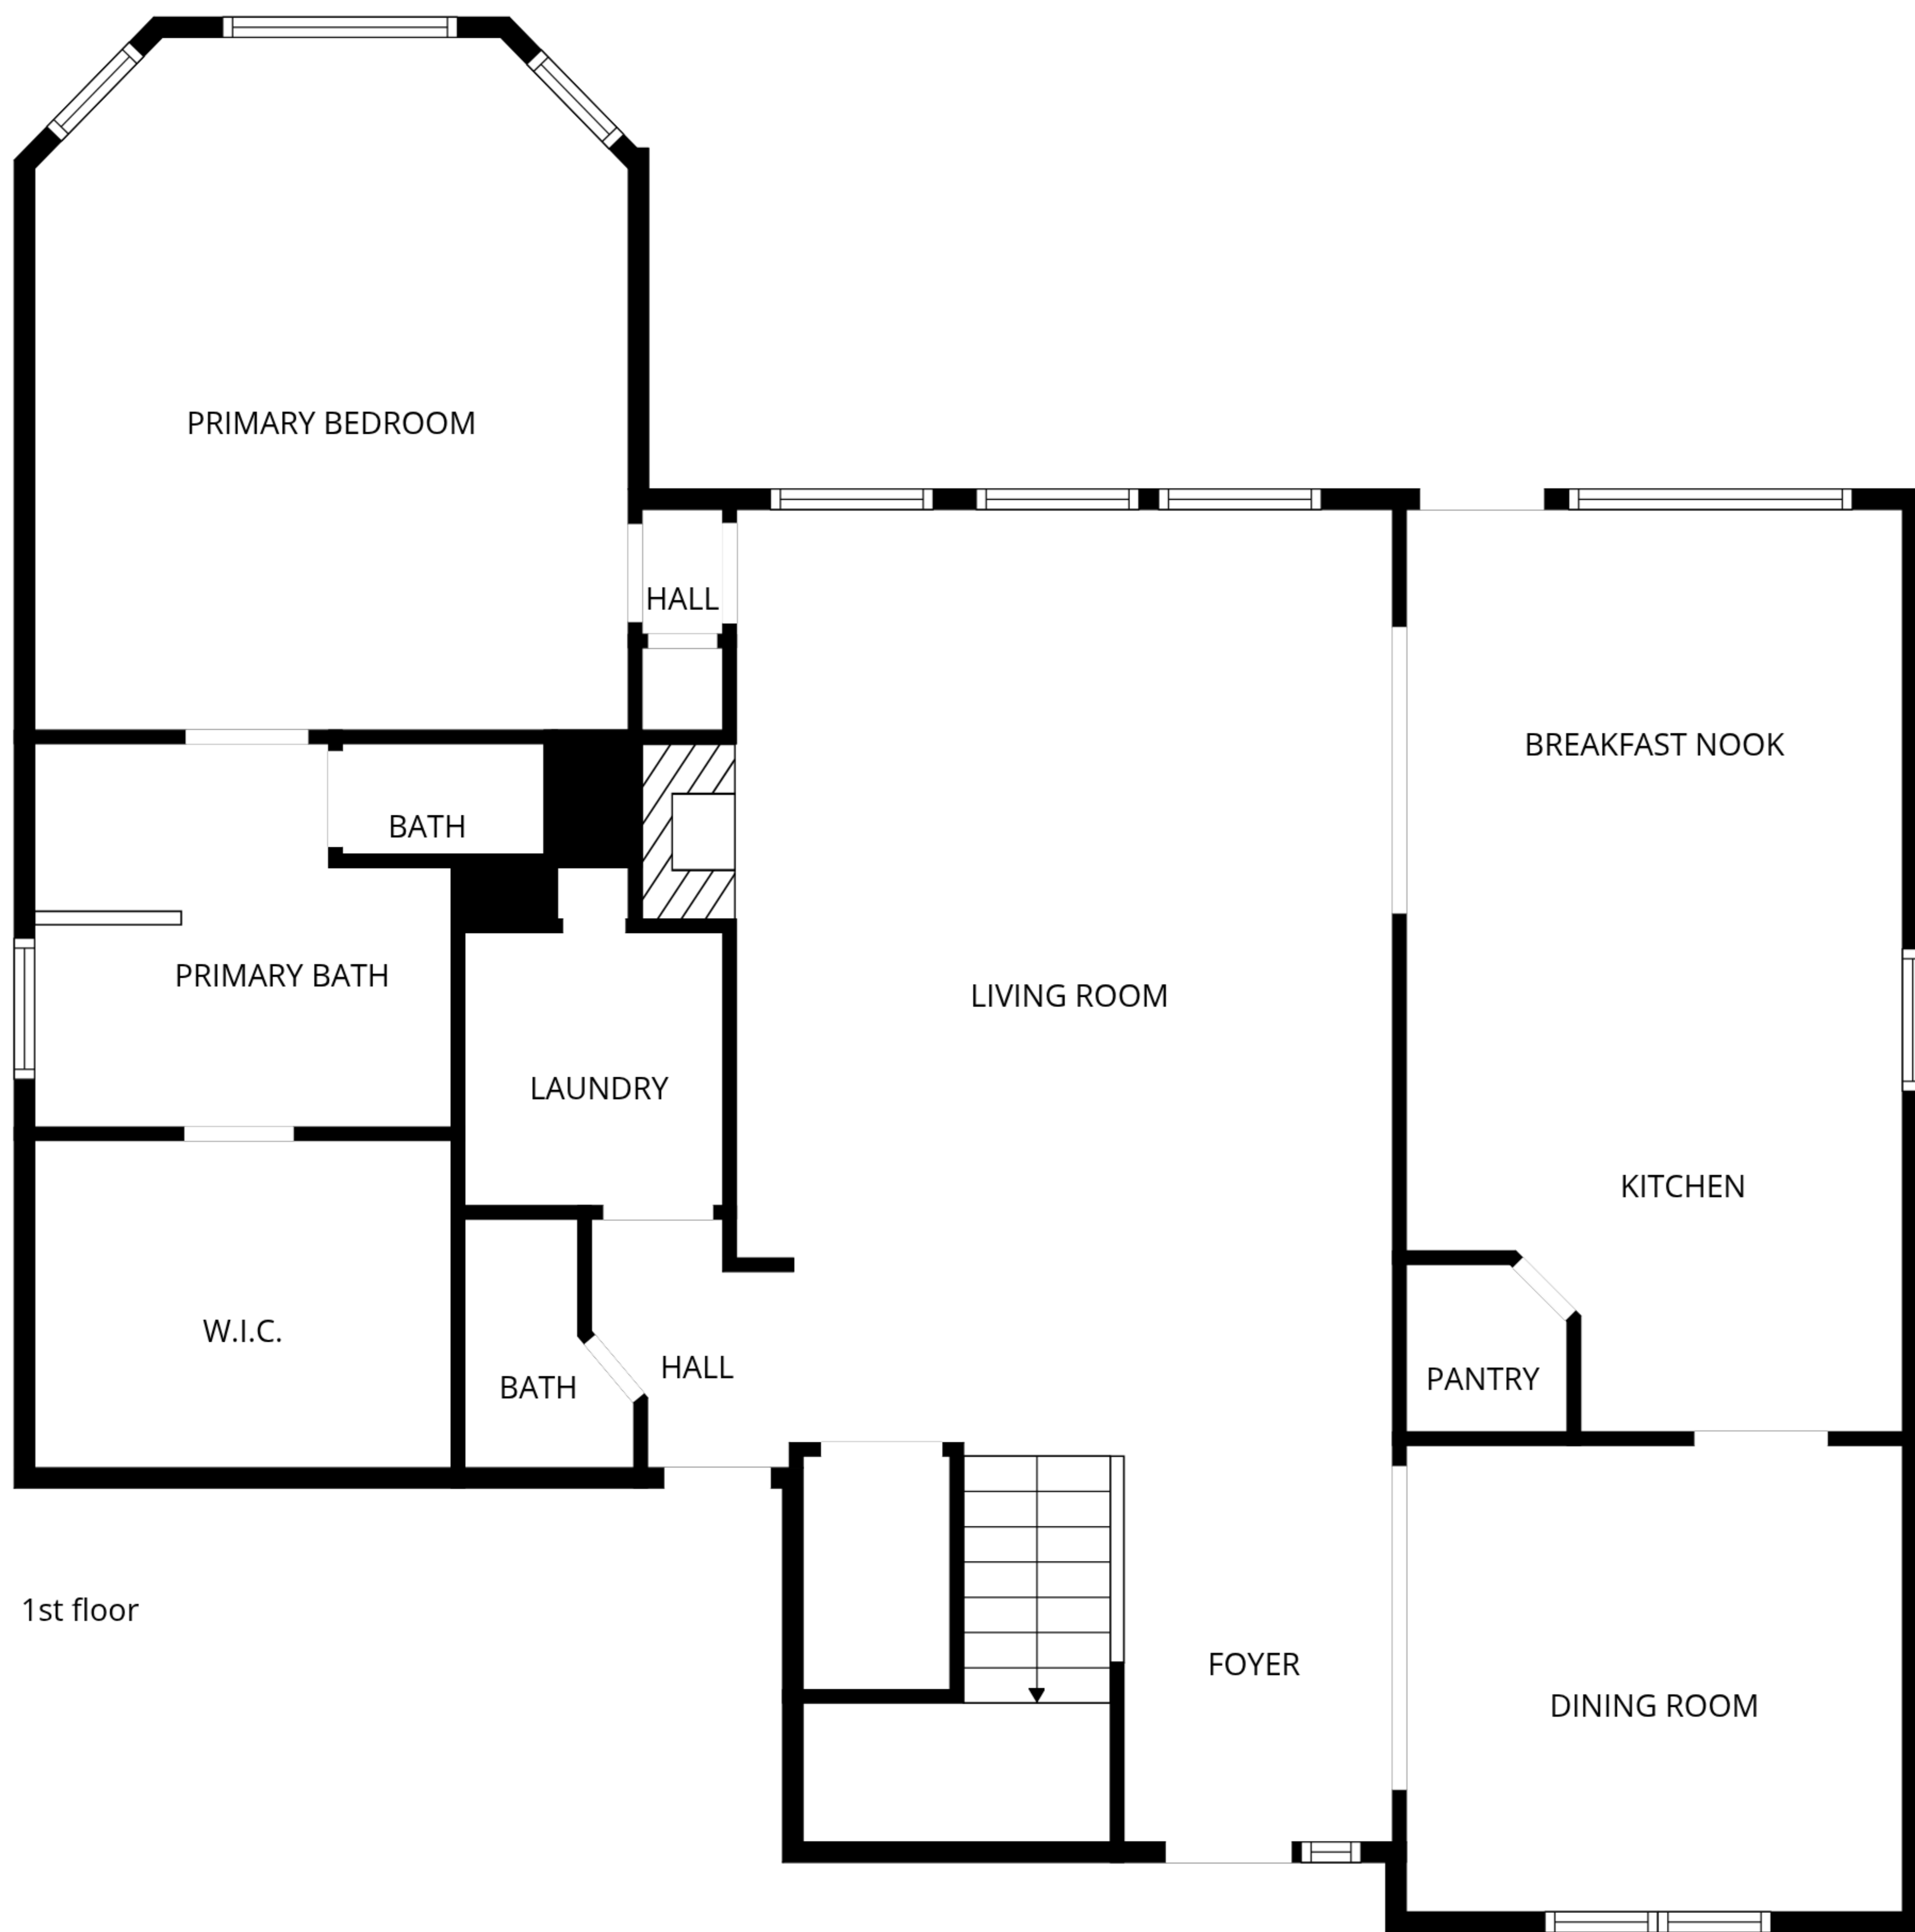 PRIMARY BEDROOM
HALL
BREAKFAST NOOK
BATH
PRIMARY BATH
LIVING ROOM
LAUNDRY
KITCHEN
W.I.C.
HALL
PANTRY
BATH
1st floor
FOYER
DINING ROOM